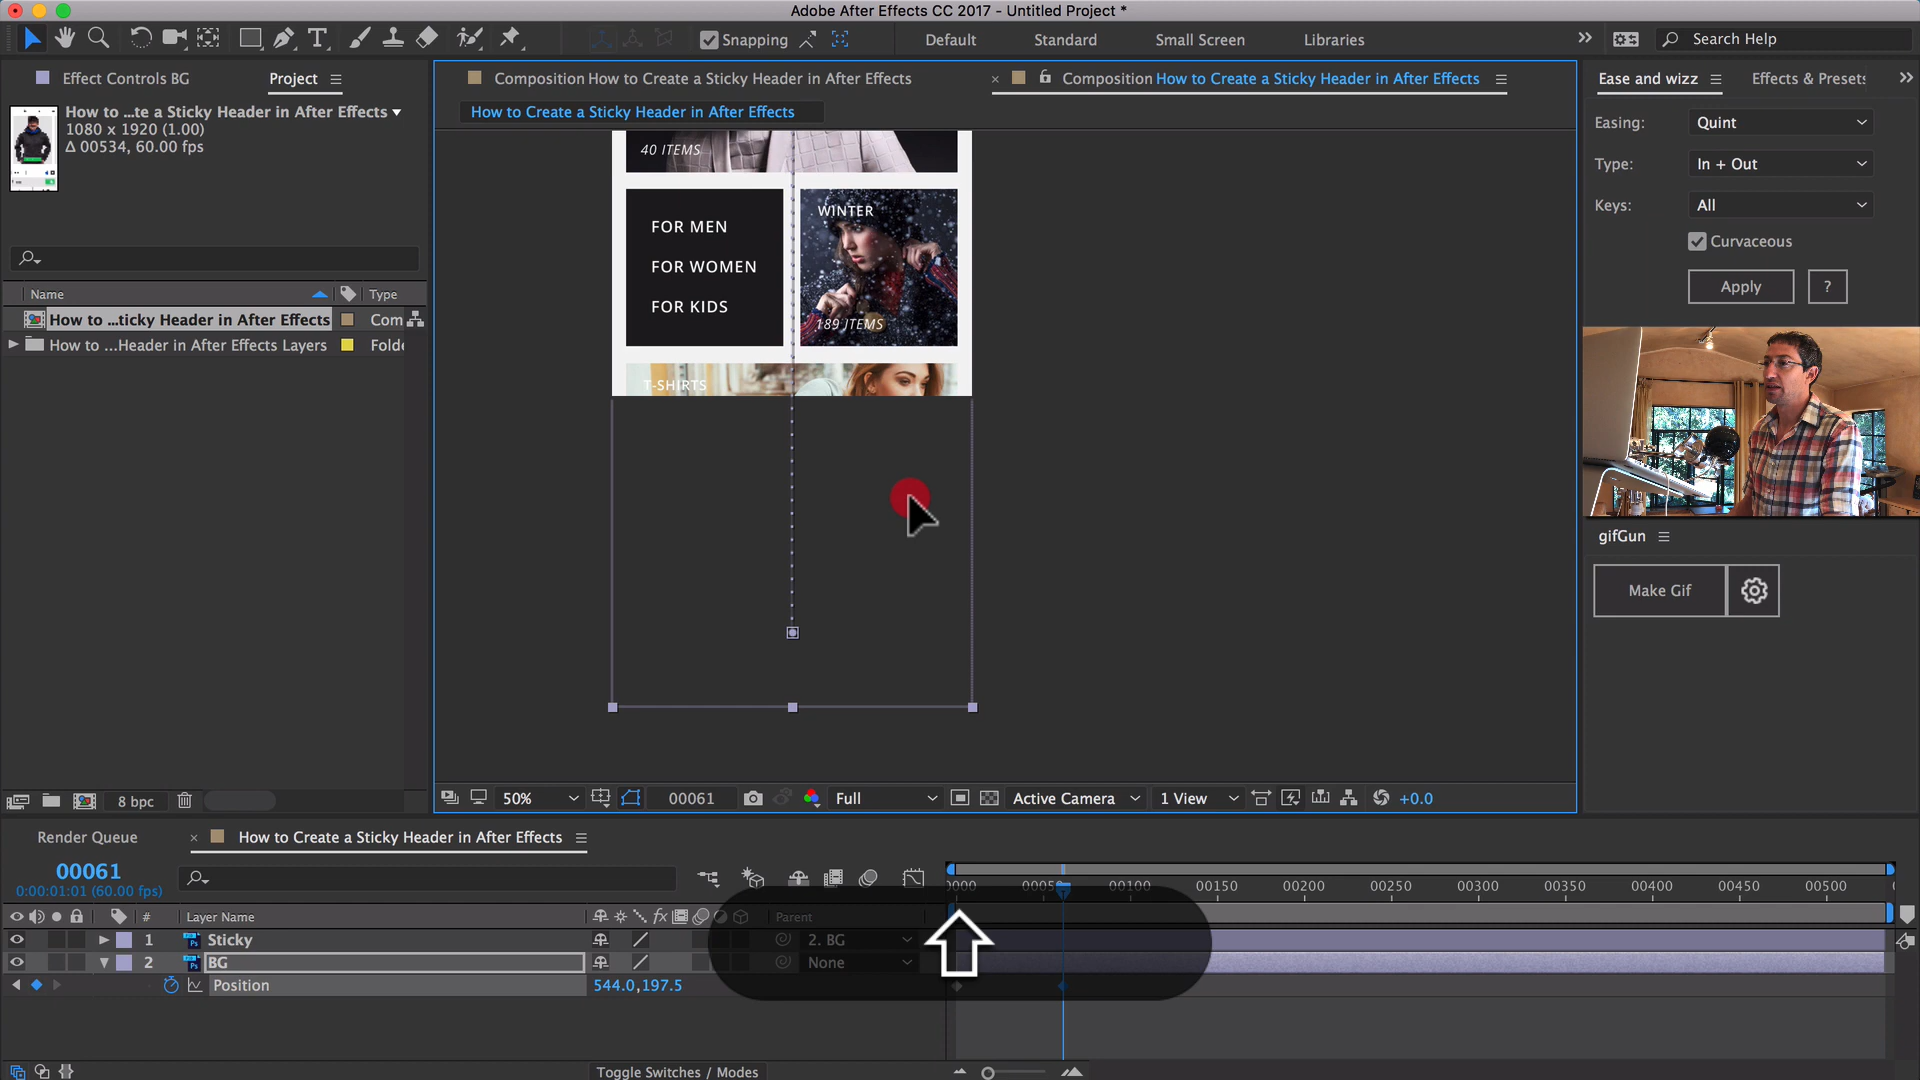 Adobe After Effects CC 2017 - Untitled Project *
Snapping
Default
Standard
Small Screen
Libraries
Search Help
Effect Controls BG
Project
How to ...te a Sticky Header in After Effects
1080 x 1920 (1.00)
Δ 00534, 60.00 fps
Name
Type
How to ...ticky Header in After Effects
Com
How to ...Header in After Effects Layers
Folde
8 bpc
Composition How to Create a Sticky Header in After Effects
Composition How to Create a Sticky Header in After Effects
How to Create a Sticky Header in After Effects
40 ITEMS
FOR MEN
FOR WOMEN
FOR KIDS
WINTER
189 ITEMS
T-SHIRTS
50%
00061
Full
Active Camera
1 View
+0.0
Ease and wizz
Effects & Presets
Easing:
Quint
Type:
In + Out
Keys:
All
Curvaceous
Apply
?
gifGun
Make Gif
Render Queue
How to Create a Sticky Header in After Effects
00061
0:00:01:01 (60.00 fps)
0000
00050
00100
00150
00200
00250
00300
00350
00400
00450
00500
#
Layer Name
fx
Parent
1
Sticky
2. BG
2
BG
None
Position
544.0,197.5
Toggle Switches / Modes